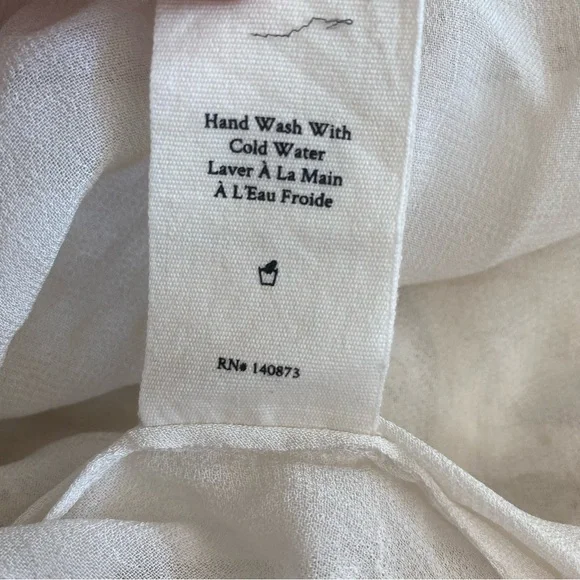 Hand Wash With
Cold Water
Laver À La Main
À L'Eau Froide
RN# 140873